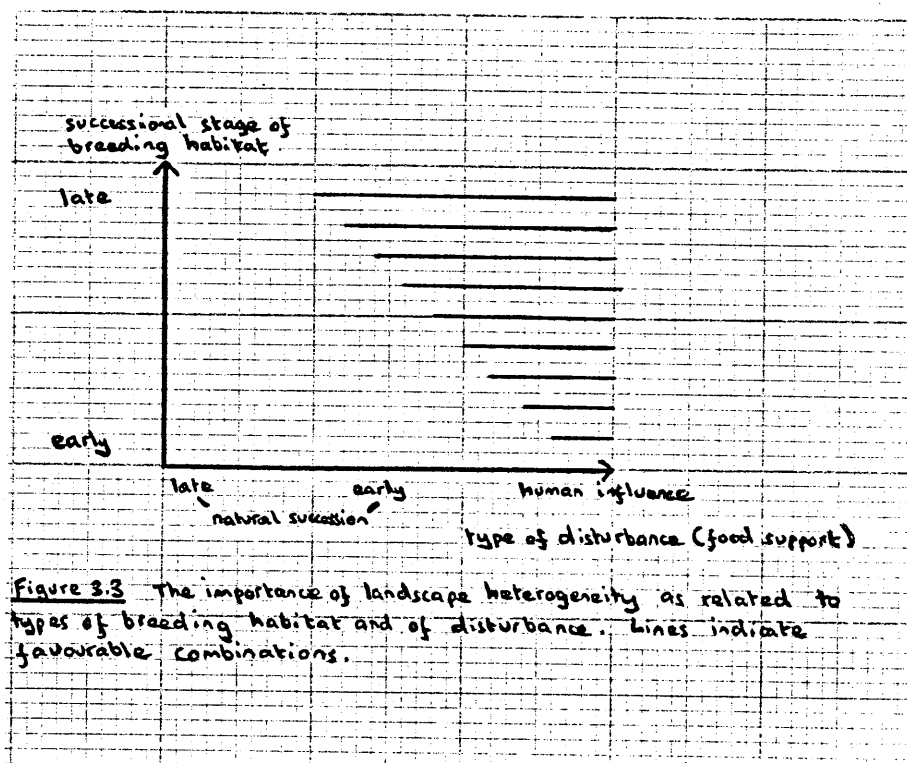 successional stage of
breeding habitat.
late
early
late early human influence
natural succession
type of disturbance (food support)
Figure 3.3 The importance of landscape heterogeneity as related to
types of breeding habitat and of disturbance. Lines indicate
favourable combinations.